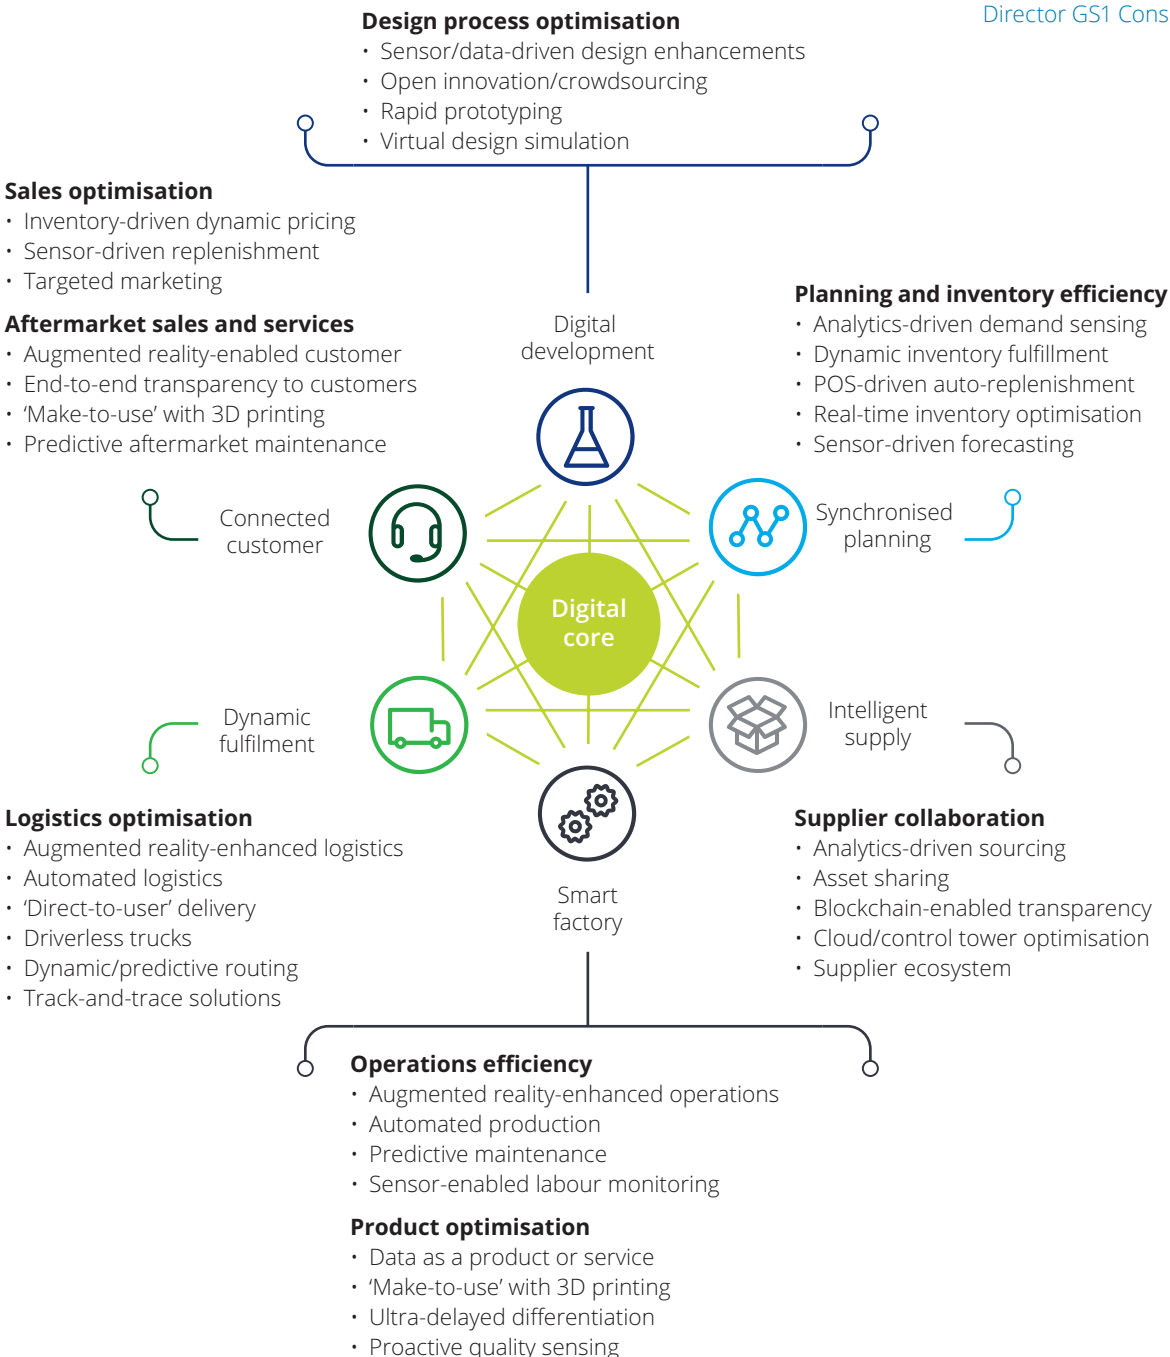 Director GS1 Cons
Design process optimisation
• Sensor/data-driven design enhancements
• Open innovation/crowdsourcing
• Rapid prototyping
• Virtual design simulation
Sales optimisation
• Inventory-driven dynamic pricing
• Sensor-driven replenishment
• Targeted marketing
Aftermarket sales and services
• Augmented reality-enabled customer
• End-to-end transparency to customers
• ‘Make-to-use’ with 3D printing
• Predictive aftermarket maintenance
Digital
development
Planning and inventory efficiency
• Analytics-driven demand sensing
• Dynamic inventory fulfillment
• POS-driven auto-replenishment
• Real-time inventory optimisation
• Sensor-driven forecasting
Connected
customer
Synchronised
planning
Digital
core
Dynamic
fulfilment
Intelligent
supply
Logistics optimisation
• Augmented reality-enhanced logistics
• Automated logistics
• ‘Direct-to-user’ delivery
• Driverless trucks
• Dynamic/predictive routing
• Track-and-trace solutions
Smart
factory
Supplier collaboration
• Analytics-driven sourcing
• Asset sharing
• Blockchain-enabled transparency
• Cloud/control tower optimisation
• Supplier ecosystem
Operations efficiency
• Augmented reality-enhanced operations
• Automated production
• Predictive maintenance
• Sensor-enabled labour monitoring
Product optimisation
• Data as a product or service
• ‘Make-to-use’ with 3D printing
• Ultra-delayed differentiation
• Proactive quality sensing